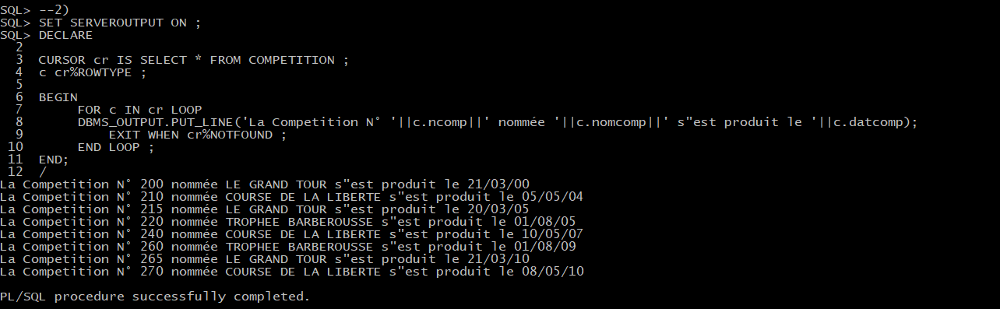 SQL> --2)
SQL> SET SERVEROUTPUT ON ;
SQL> DECLARE
  2
  3  CURSOR cr IS SELECT * FROM COMPETITION ;
  4  c cr%ROWTYPE ;
  5
  6  BEGIN
  7       FOR c IN cr LOOP
  8       DBMS_OUTPUT.PUT_LINE('La Competition N° '||c.ncomp||' nommée '||c.nomcomp||' s"est produit le '||c.datcomp);
  9           EXIT WHEN cr%NOTFOUND ;
 10       END LOOP ;
 11  END;
 12  /
La Competition N° 200 nommée LE GRAND TOUR s"est produit le 21/03/00
La Competition N° 210 nommée COURSE DE LA LIBERTE s"est produit le 05/05/04
La Competition N° 215 nommée LE GRAND TOUR s"est produit le 20/03/05
La Competition N° 220 nommée TROPHEE BARBEROUSSE s"est produit le 01/08/05
La Competition N° 240 nommée COURSE DE LA LIBERTE s"est produit le 10/05/07
La Competition N° 260 nommée TROPHEE BARBEROUSSE s"est produit le 01/08/09
La Competition N° 265 nommée LE GRAND TOUR s"est produit le 21/03/10
La Competition N° 270 nommée COURSE DE LA LIBERTE s"est produit le 08/05/10
PL/SQL procedure successfully completed.